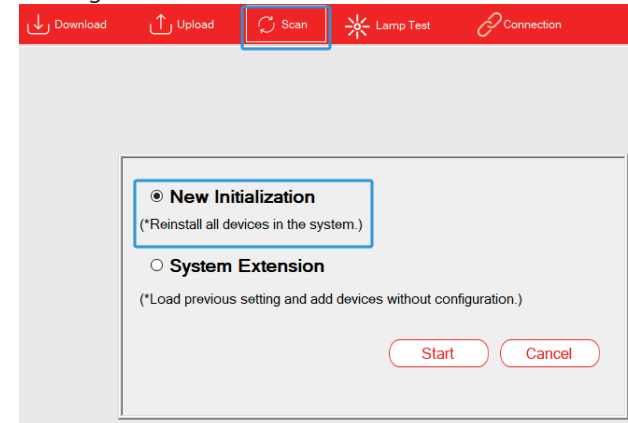 Download Upload Scan Lamp Test Connection
New Initialization
(*Reinstall all devices in the system.)
System Extension
(*Load previous setting and add devices without configuration.)
Start Cancel